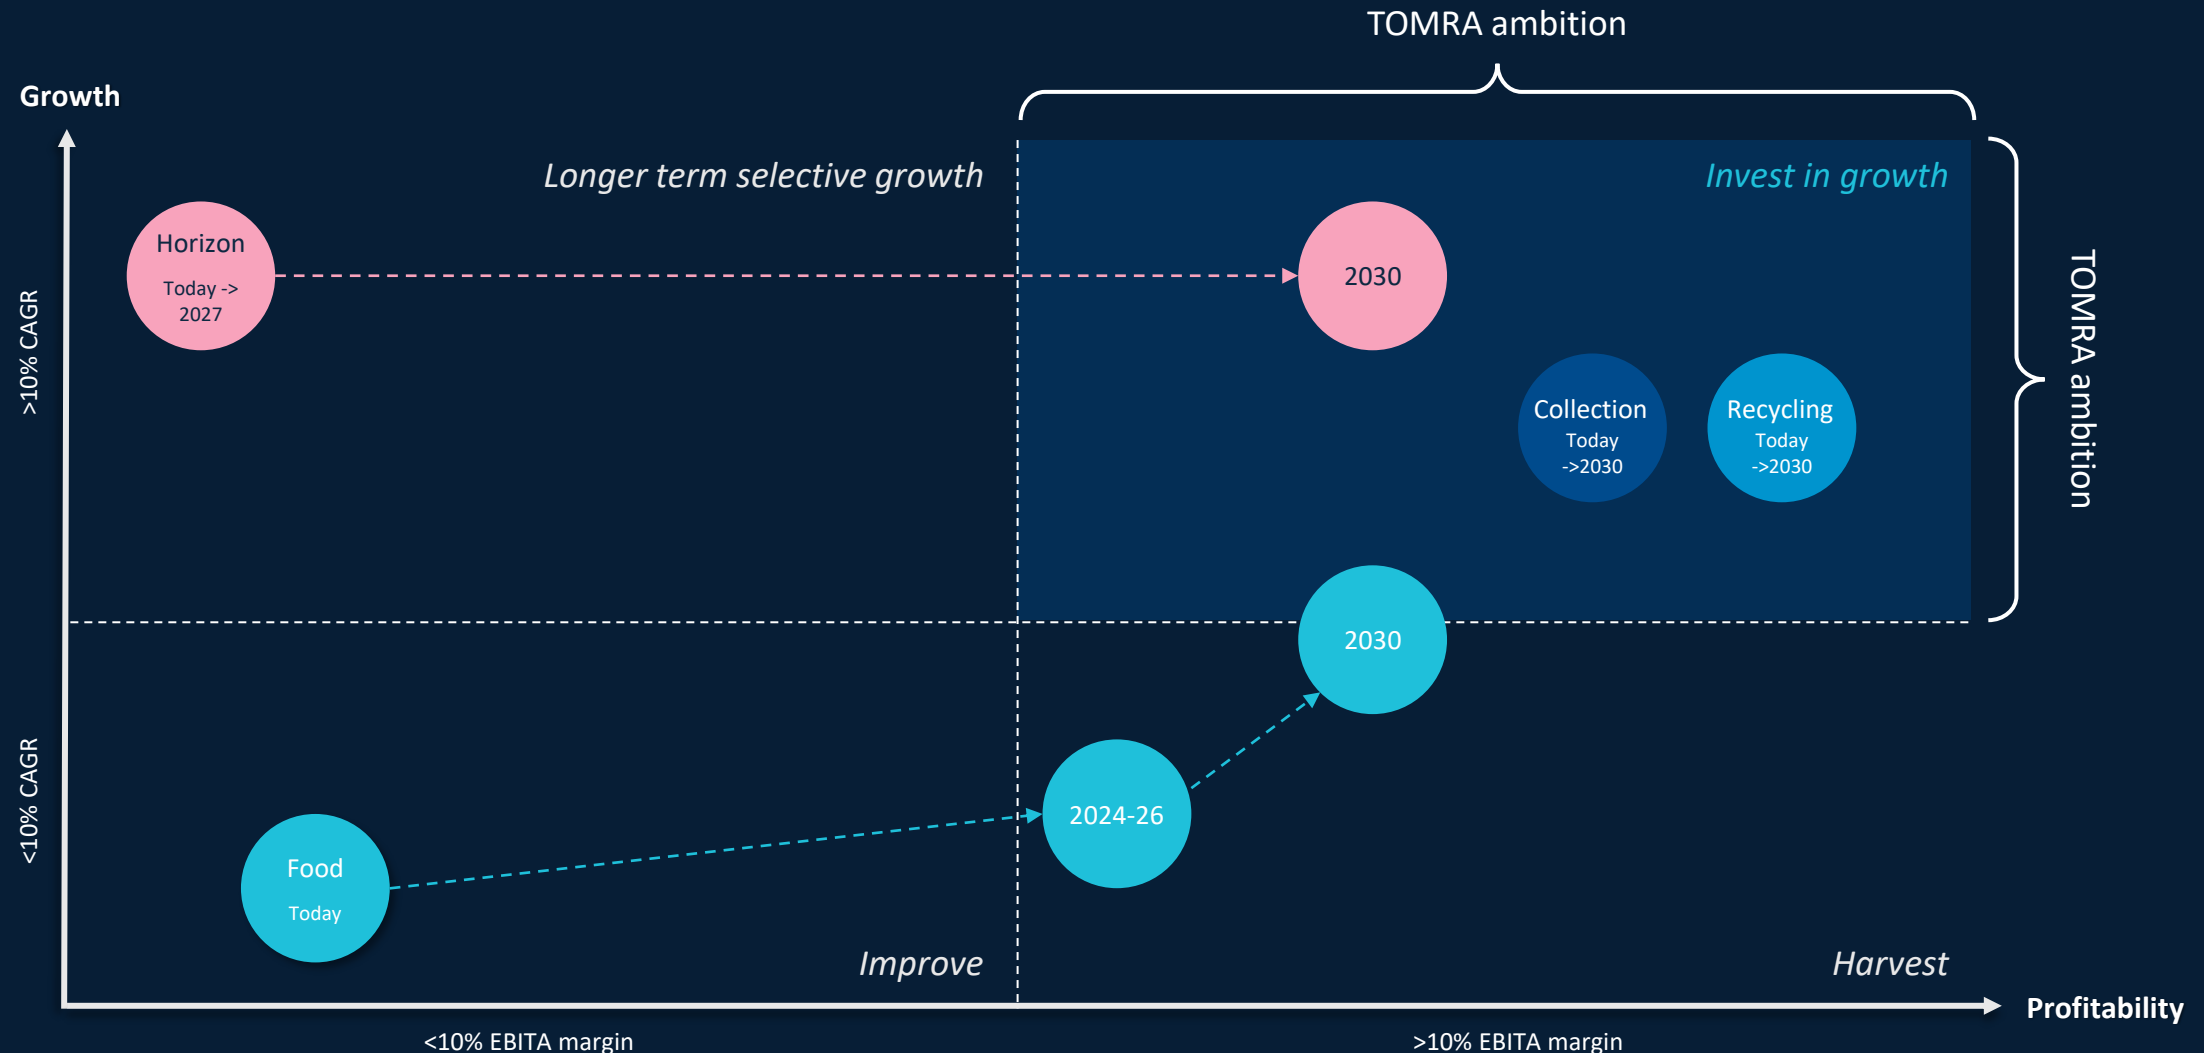 TOMRA ambition
Growth
Longer term selective growth
Invest in growth
Horizon
Today ->
2027
2030
TOMRA ambition
>10% CAGR
Collection
Today
->2030
Recycling
Today
->2030
2030
<10% CAGR
2024-26
Food
Today
Improve
Harvest
Profitability
<10% EBITA margin
>10% EBITA margin